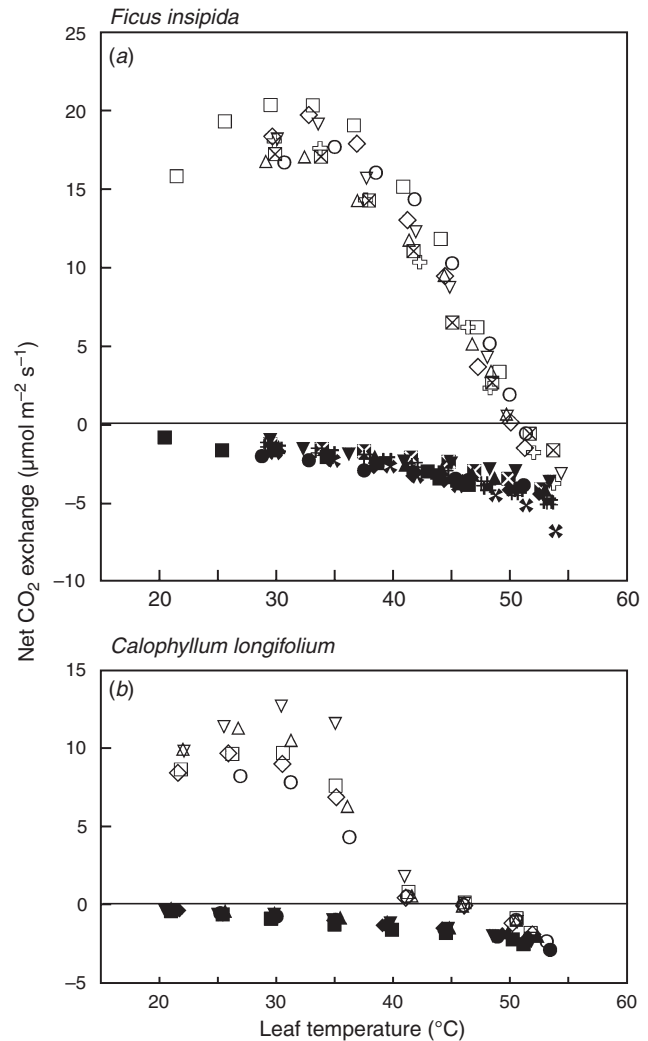 Ficus insipida
(a)
25
20
15
10
5
0
−5
−10
20 30 40 50 60
Net CO2 exchange (µmol m−2 s−1)
Calophyllum longifolium
(b)
15
10
5
0
−5
20 30 40 50 60
Leaf temperature (°C)